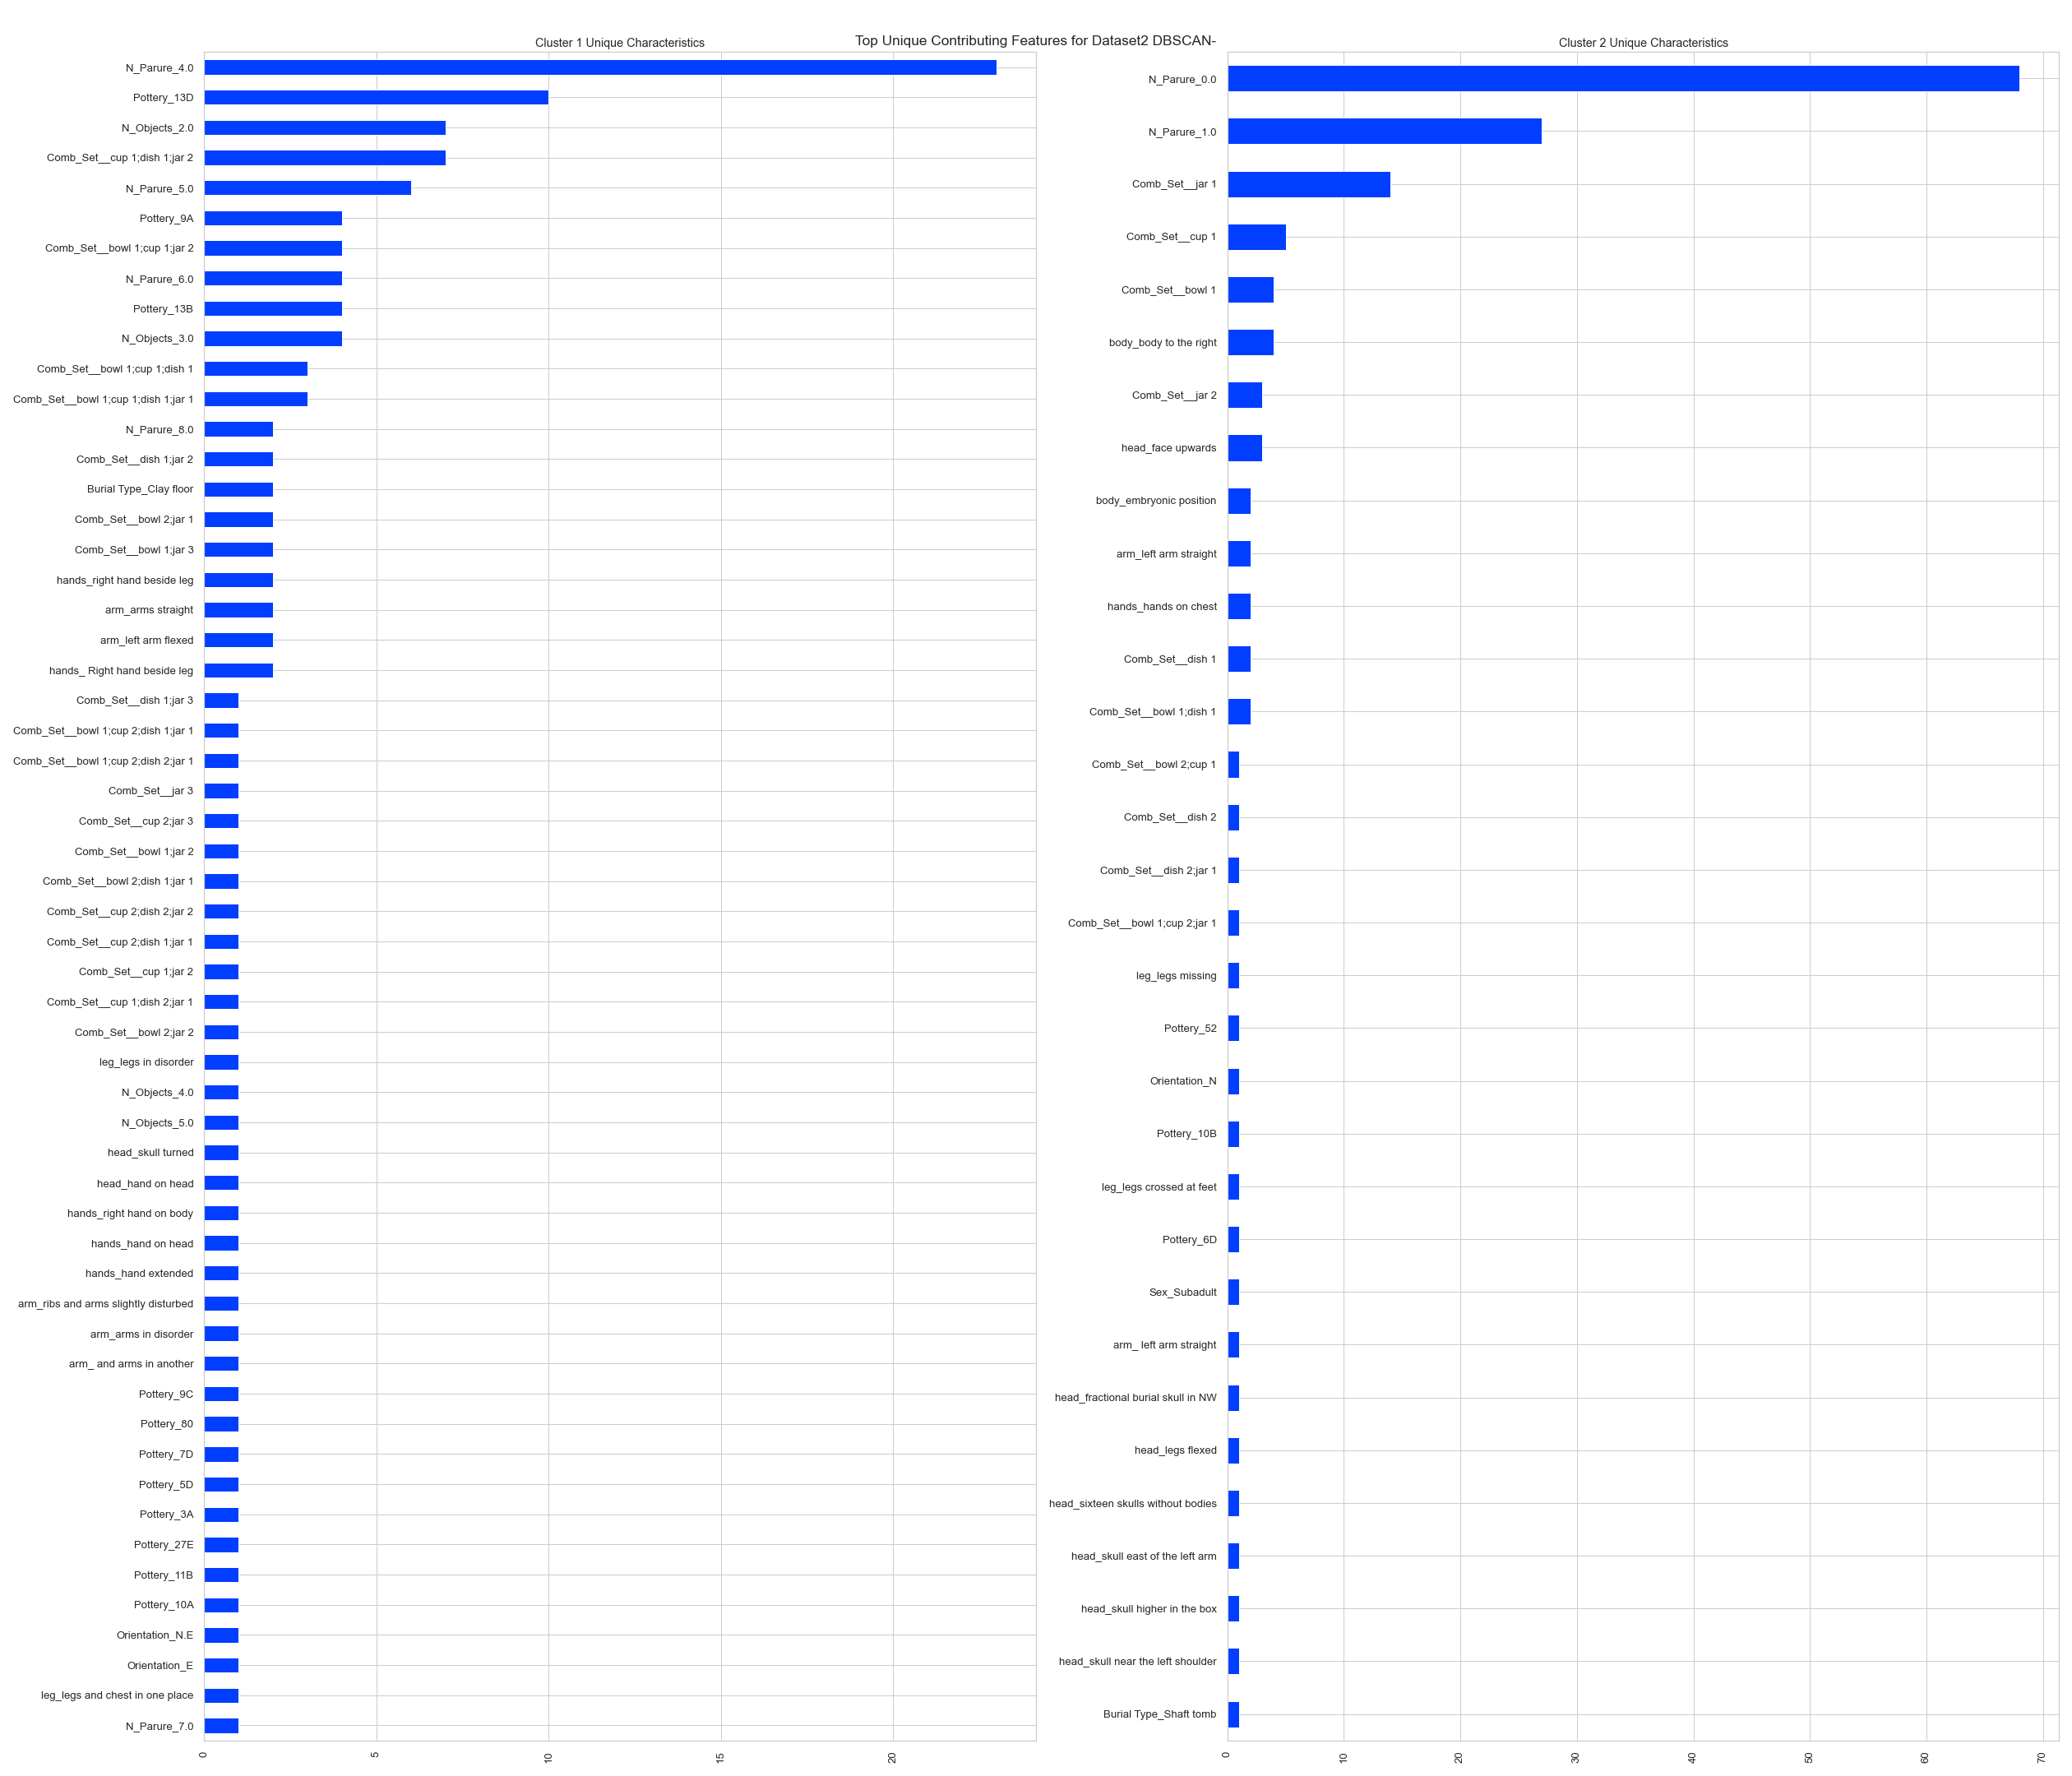 Top Unique Contributing Features for Dataset2 DBSCAN-
Cluster 1 Unique Characteristics
N_Parure_4.0
Pottery_13D
N_Objects_2.0
Comb_Set__cup 1;dish 1;jar 2
N_Parure_5.0
Pottery_9A
Comb_Set__bowl 1;cup 1;jar 2
N_Parure_6.0
Pottery_13B
N_Objects_3.0
Comb_Set__bowl 1;cup 1;dish 1
Comb_Set__bowl 1;cup 1;dish 1;jar 1
N_Parure_8.0
Comb_Set__dish 1;jar 2
Burial Type_Clay floor
Comb_Set__bowl 2;jar 1
Comb_Set__bowl 1;jar 3
hands_right hand beside leg
arm_arms straight
arm_left arm flexed
hands_ Right hand beside leg
Comb_Set__dish 1;jar 3
Comb_Set__bowl 1;cup 2;dish 1;jar 1
Comb_Set__bowl 1;cup 2;dish 2;jar 1
Comb_Set__jar 3
Comb_Set__cup 2;jar 3
Comb_Set__bowl 1;jar 2
Comb_Set__bowl 2;dish 1;jar 1
Comb_Set__cup 2;dish 2;jar 2
Comb_Set__cup 2;dish 1;jar 1
Comb_Set__cup 1;jar 2
Comb_Set__cup 1;dish 2;jar 1
Comb_Set__bowl 2;jar 2
leg_legs in disorder
N_Objects_4.0
N_Objects_5.0
head_skull turned
head_hand on head
hands_right hand on body
hands_hand on head
hands_hand extended
arm_ribs and arms slightly disturbed
arm_arms in disorder
arm_ and arms in another
Pottery_9C
Pottery_80
Pottery_7D
Pottery_5D
Pottery_3A
Pottery_27E
Pottery_11B
Pottery_10A
Orientation_N.E
Orientation_E
leg_legs and chest in one place
N_Parure_7.0
0 5 10 15 20
Cluster 2 Unique Characteristics
N_Parure_0.0
N_Parure_1.0
Comb_Set__jar 1
Comb_Set__cup 1
Comb_Set__bowl 1
body_body to the right
Comb_Set__jar 2
head_face upwards
body_embryonic position
arm_left arm straight
hands_hands on chest
Comb_Set__dish 1
Comb_Set__bowl 1;dish 1
Comb_Set__bowl 2;cup 1
Comb_Set__dish 2
Comb_Set__dish 2;jar 1
Comb_Set__bowl 1;cup 2;jar 1
leg_legs missing
Pottery_52
Orientation_N
Pottery_10B
leg_legs crossed at feet
Pottery_6D
Sex_Subadult
arm_ left arm straight
head_fractional burial skull in NW
head_legs flexed
head_sixteen skulls without bodies
head_skull east of the left arm
head_skull higher in the box
head_skull near the left shoulder
Burial Type_Shaft tomb
0 10 20 30 40 50 60 70